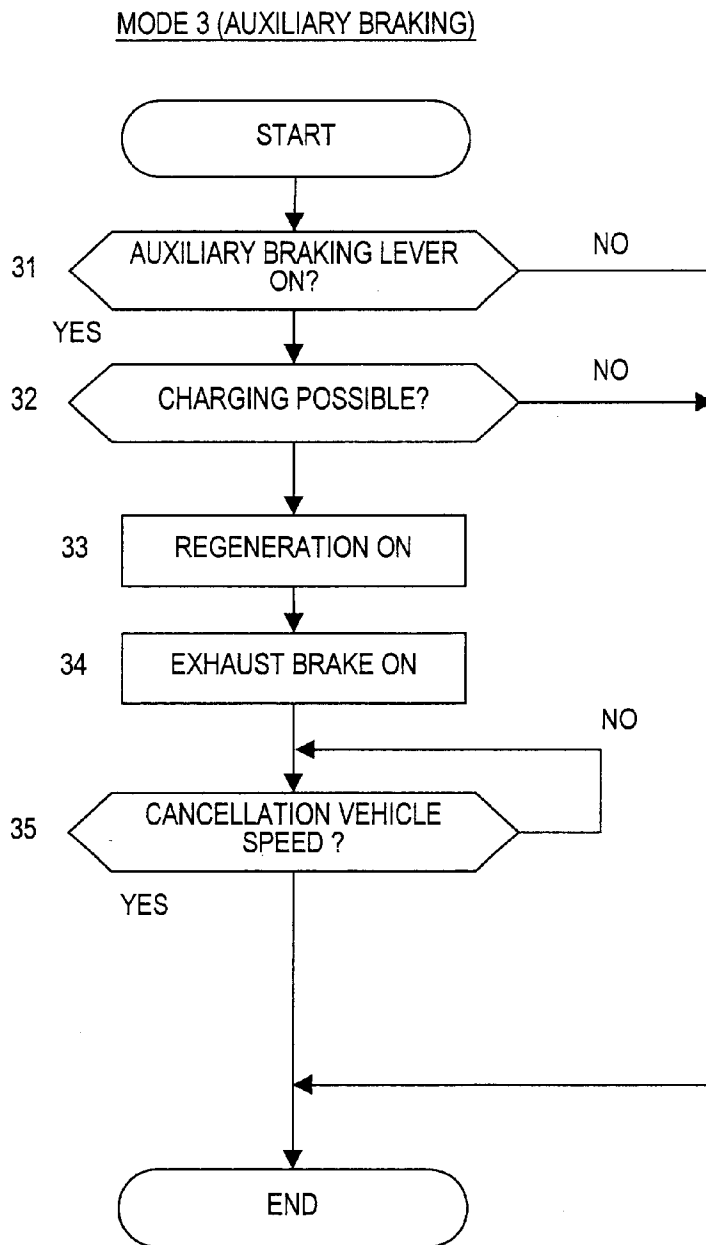 MODE 3 (AUXILIARY BRAKING)
START
31
AUXILIARY BRAKING LEVER
ON?
NO
YES
32
CHARGING POSSIBLE?
NO
33
REGENERATION ON
34
EXHAUST BRAKE ON
NO
35
CANCELLATION VEHICLE
SPEED ?
YES
END